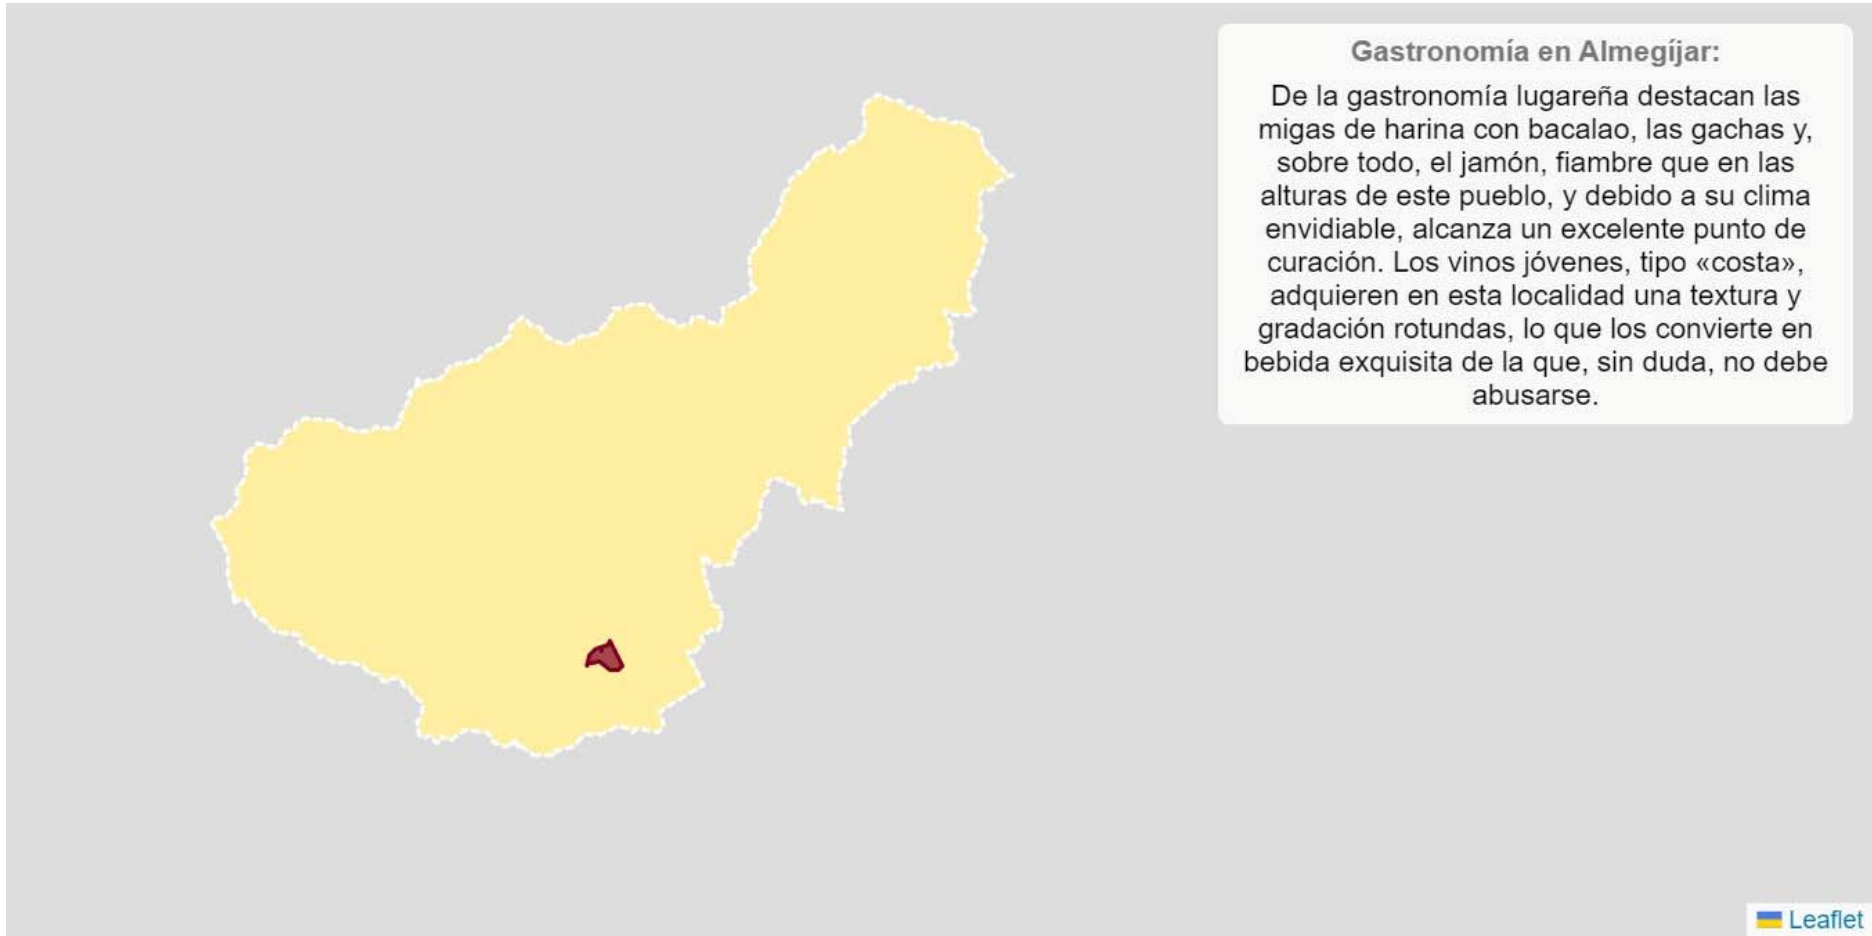 Gastronomía en Almegíjar:
De la gastronomía lugareña destacan las
migas de harina con bacalao, las gachas y,
sobre todo, el jamón, fiambre que en las
alturas de este pueblo, y debido a su clima
envidiable, alcanza un excelente punto de
curación. Los vinos jóvenes, tipo «costa»,
adquieren en esta localidad una textura y
gradación rotundas, lo que los convierte en
bebida exquisita de la que, sin duda, no debe
abusarse.
Leaflet